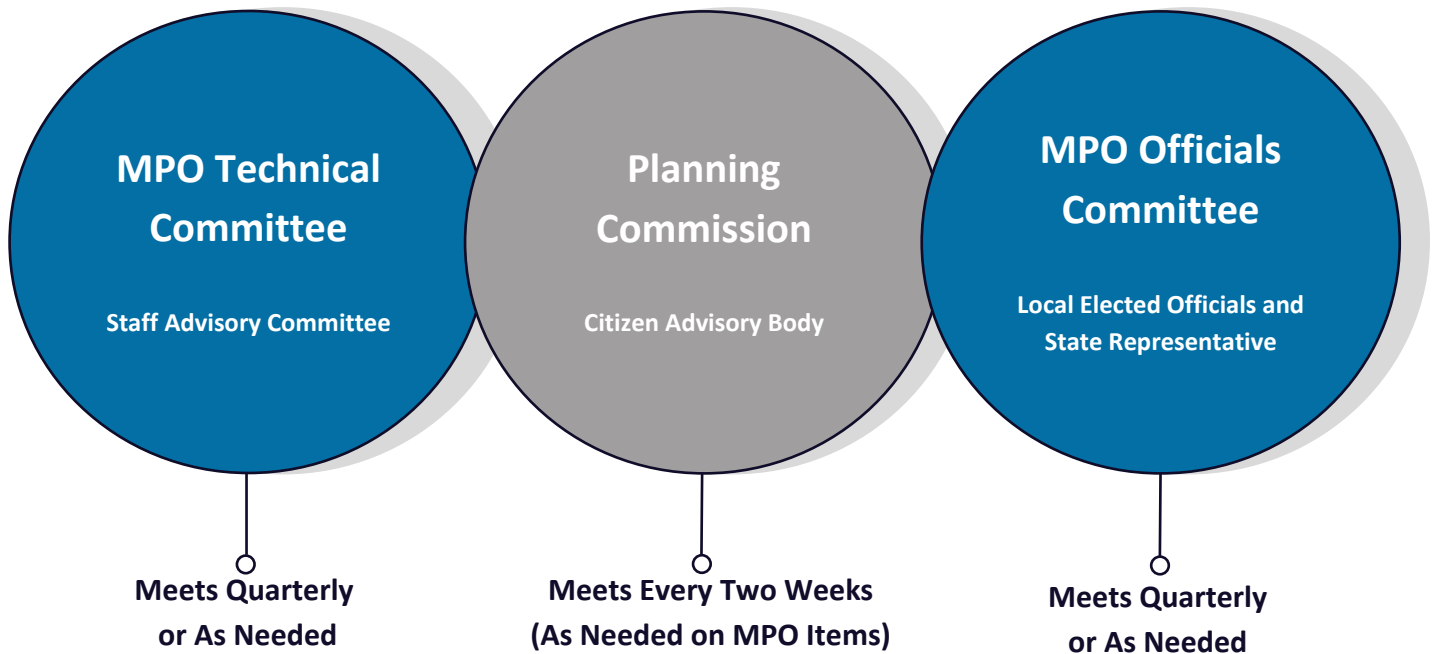 MPO Technical
Committee
Staff Advisory Committee
Meets Quarterly
or As Needed
Planning
Commission
Citizen Advisory Body
Meets Every Two Weeks
(As Needed on MPO Items)
MPO Officials
Committee
Local Elected Officials and
State Representative
Meets Quarterly
or As Needed